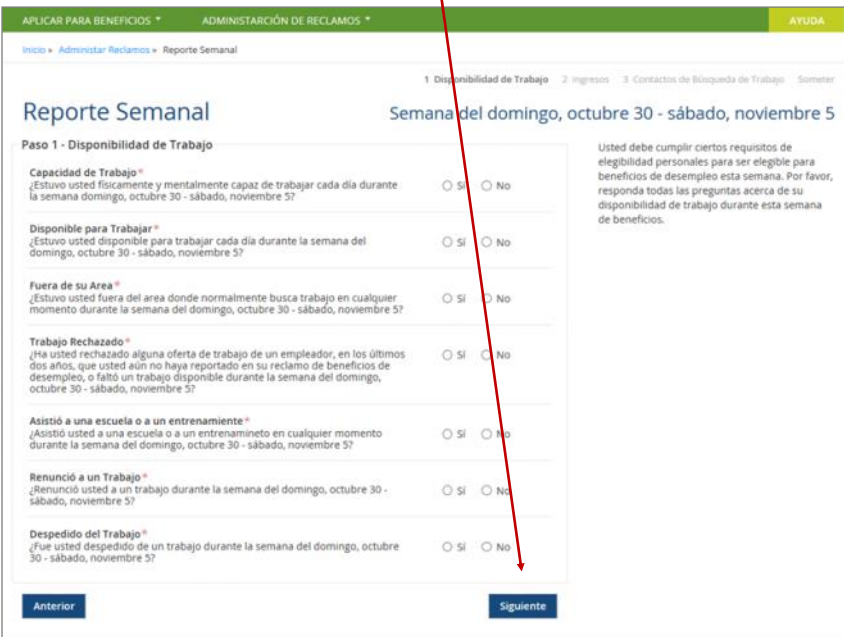 APLICAR PARA BENEFICIOS ADMINISTARCIÓN DE RECLAMOS AYUDA
Inicio » Administar Reclamos » Reporte Semanal
1 Disponibilidad de Trabajo 2 Ingresos 3 Contactos de Búsqueda de Trabajo Someter
Reporte Semanal
Semana del domingo, octubre 30 - sábado, noviembre 5
Paso 1 - Disponibilidad de Trabajo
Capacidad de Trabajo*
¿Estuvo usted físicamente y mentalmente capaz de trabajar cada día durante
la semana domingo, octubre 30 - sábado, noviembre 5?
Sí No
Disponible para Trabajar*
¿Estuvo usted disponible para trabajar cada día durante la semana del
domingo, octubre 30 - sábado, noviembre 5?
Sí No
Fuera de su Area*
¿Estuvo usted fuera del area donde normalmente busca trabajo en cualquier
momento durante la semana del domingo, octubre 30 - sábado, noviembre 5?
Sí No
Trabajo Rechazado*
¿Ha usted rechazado alguna oferta de trabajo de un empleador, en los últimos
dos años, que usted aún no haya reportado en su reclamo de beneficios de
desempleo, o faltó un trabajo disponible durante la semana del domingo,
octubre 30 - sábado, noviembre 5?
Sí No
Asistió a una escuela o a un entrenamiente*
¿Asistió usted a una escuela o a un entrenamineto en cualquier momento
durante la semana del domingo, octubre 30 - sábado, noviembre 5?
Sí No
Renunció a un Trabajo*
¿Renunció usted a un trabajo durante la semana del domingo, octubre 30 -
sábado, noviembre 5?
Sí No
Despedido del Trabajo*
¿Fue usted despedido de un trabajo durante la semana del domingo, octubre
30 - sábado, noviembre 5?
Sí No
Usted debe cumplir ciertos requisitos de
elegibilidad personales para ser elegible para
beneficios de desempleo esta semana. Por favor,
responda todas las preguntas acerca de su
disponibilidad de trabajo durante esta semana
de beneficios.
Anterior
Siguiente